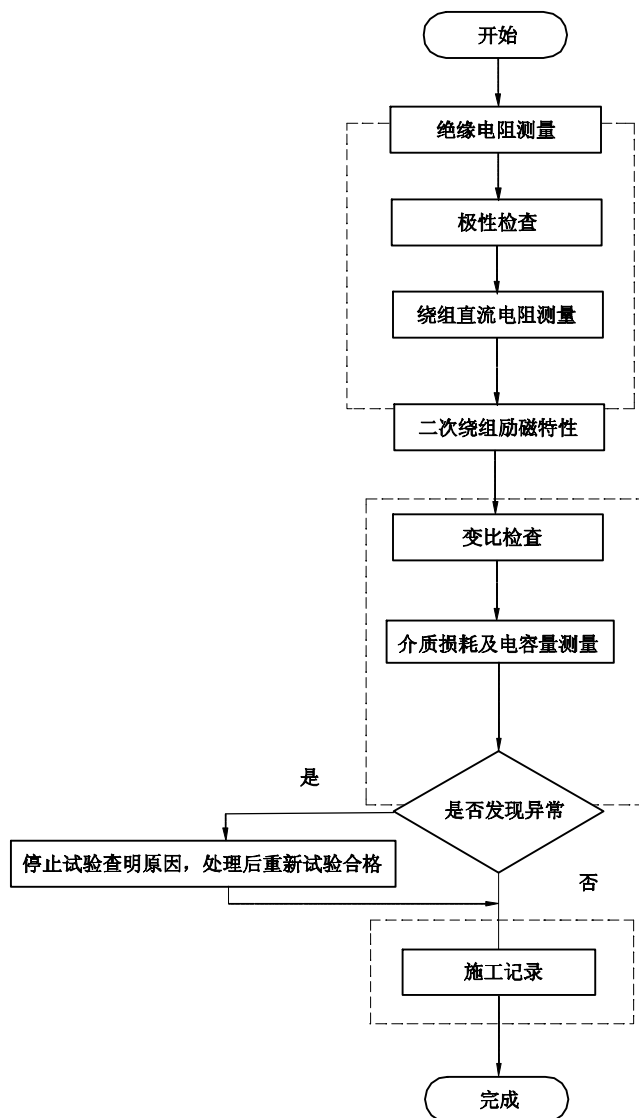 开始
绝缘电阻测量
极性检查
绕组直流电阻测量
二次绕组励磁特性
变比检查
介质损耗及电容量测量
是
是否发现异常
停止试验查明原因，处理后重新试验合格
否
施工记录
完成